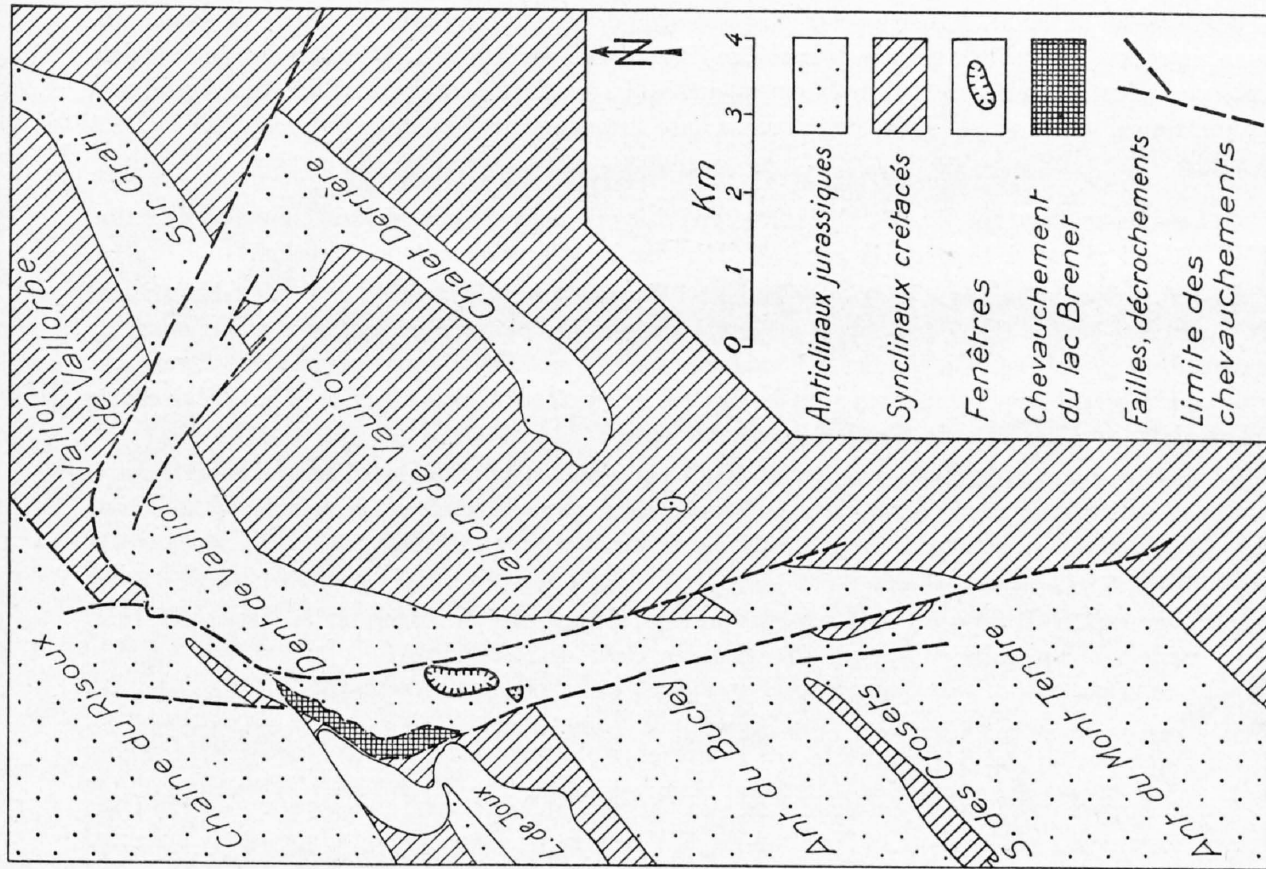 Chaîne
du Risoux
Vallon
de Vallorbe
Sur Grati
Dent de Vaulion
Vallon de Vaulion
Chalet Derrière
L. de Joux
Ant. du Bucley
S. des Crosets
Ant. du Mont Tendre
N
Km
0 1 2 3 4
Anticlinaux jurassiques
Synclinaux crétacés
Fenêtres
Chevauchement
du lac Brenet
Failles, décrochements
Limite des
chevauchements